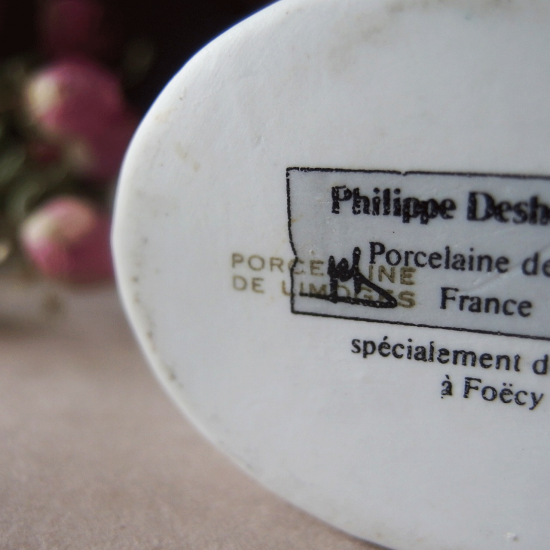 Philippe Desh
Porcelaine de
France
PORCELAINE
DE LIMOGES
spécialement d
à Foëcy